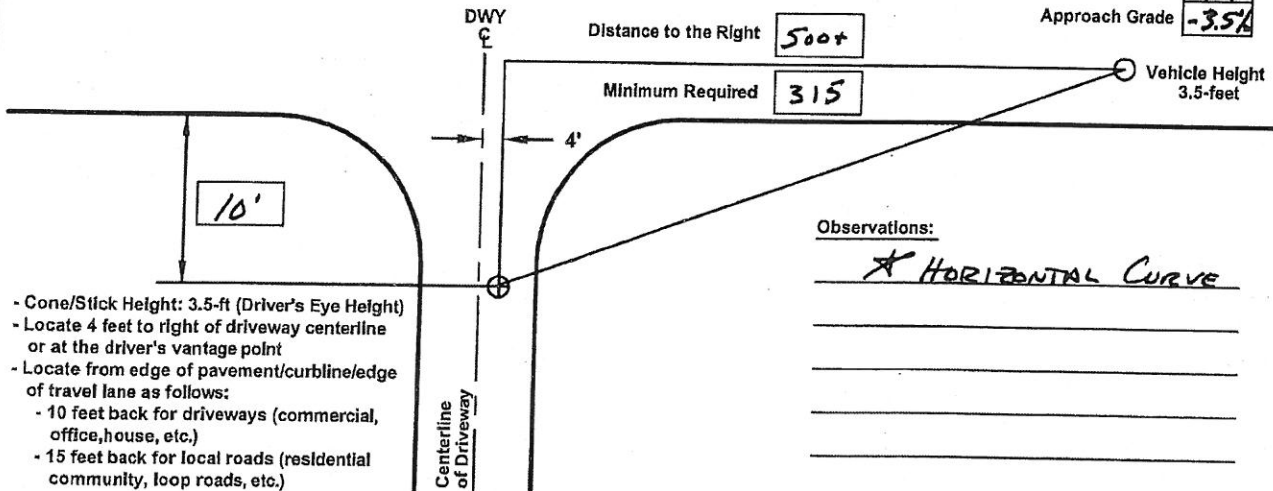 DWY
CL
Distance to the Right 500+
Approach Grade -3.5%
Minimum Required 315
Vehicle Height
3.5-feet
4'
10'
Observations:
* HORIZONTAL CURVE
- Cone/Stick Height: 3.5-ft (Driver's Eye Height)
- Locate 4 feet to right of driveway centerline
or at the driver's vantage point
- Locate from edge of pavement/curbline/edge
of travel lane as follows:
- 10 feet back for driveways (commercial,
office,house, etc.)
- 15 feet back for local roads (residential
community, loop roads, etc.)
Centerline
of Driveway